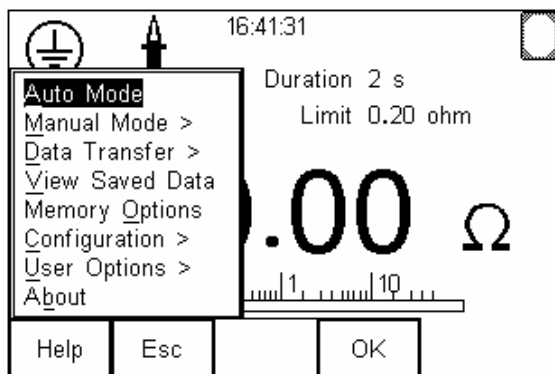 16:41:31
Duration 2 s
Limit 0.20 ohm
Auto Mode
Manual Mode >
Data Transfer >
View Saved Data
Memory Options
Configuration >
User Options >
About
.00 Ω
1 10
Help Esc OK